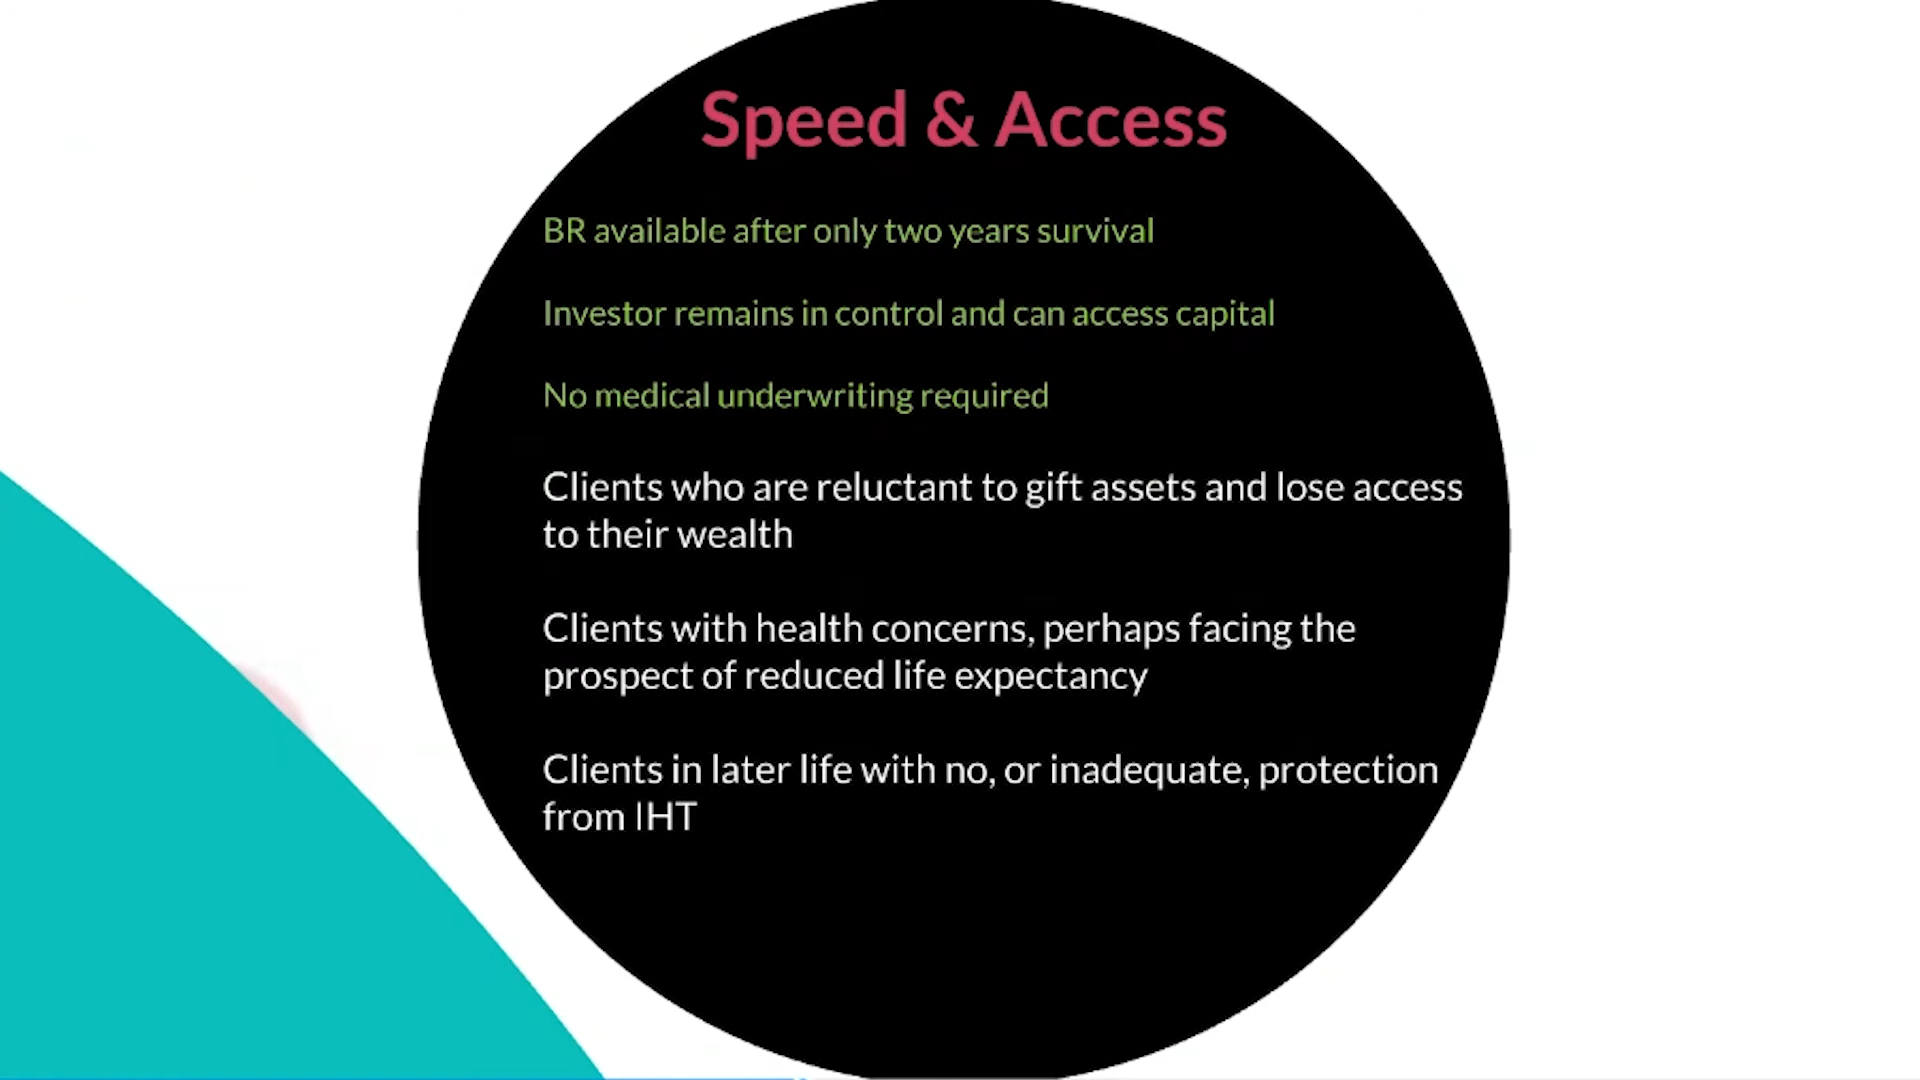 Speed & Access
BR available after only two years survival
Investor remains in control and can access capital
No medical underwriting required
Clients who are reluctant to gift assets and lose access
to their wealth
Clients with health concerns, perhaps facing the
prospect of reduced life expectancy
Clients in later life with no, or inadequate, protection
from IHT